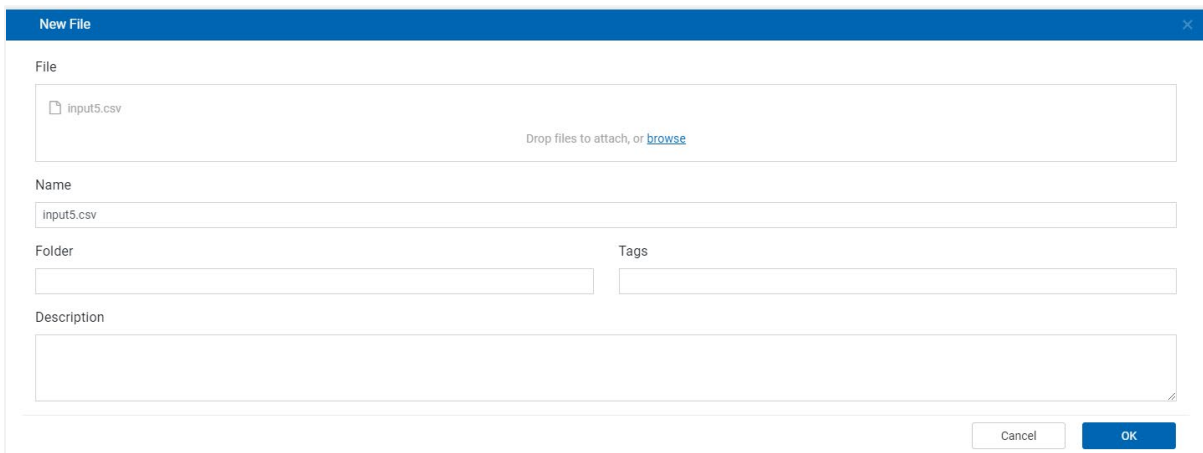 New File
File
input5.csv
Drop files to attach, or browse
Name
input5.csv
Folder Tags
Description
Cancel OK